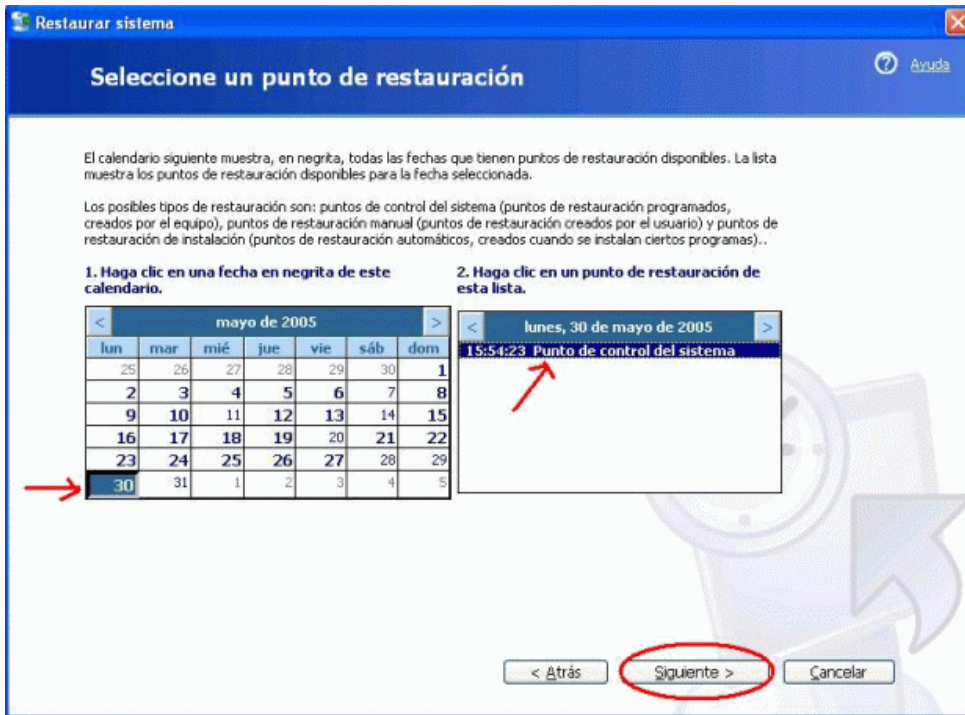 Restaurar sistema
Seleccione un punto de restauración
Ayuda
El calendario siguiente muestra, en negrita, todas las fechas que tienen puntos de restauración disponibles. La lista
muestra los puntos de restauración disponibles para la fecha seleccionada.
Los posibles tipos de restauración son: puntos de control del sistema (puntos de restauración programados,
creados por el equipo), puntos de restauración manual (puntos de restauración creados por el usuario) y puntos de
restauración de instalación (puntos de restauración automáticos, creados cuando se instalan ciertos programas)..
1. Haga clic en una fecha en negrita de este
calendario.
2. Haga clic en un punto de restauración de
esta lista.
< mayo de 2005 >
lun mar mié jue vie sáb dom
25 26 27 28 29 30 1
2 3 4 5 6 7 8
9 10 11 12 13 14 15
16 17 18 19 20 21 22
23 24 25 26 27 28 29
30 31 1 2 3 4 5
< lunes, 30 de mayo de 2005 >
15:54:23 Punto de control del sistema
< Atrás Siguiente > Cancelar